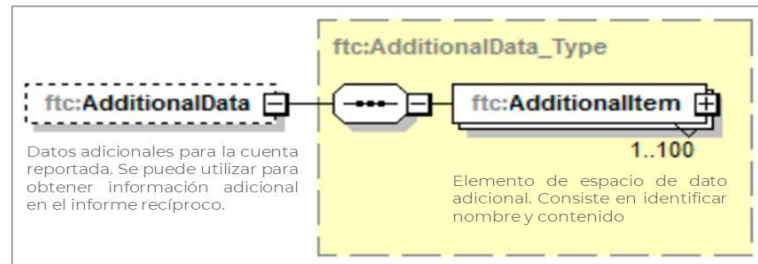 ftc:AdditionalData_Type
ftc:AdditionalData
ftc:AdditionalItem
1..100
Datos adicionales para la cuenta
reportada. Se puede utilizar para
obtener información adicional
en el informe recíproco.
Elemento de espacio de dato
adicional. Consiste en identificar
nombre y contenido